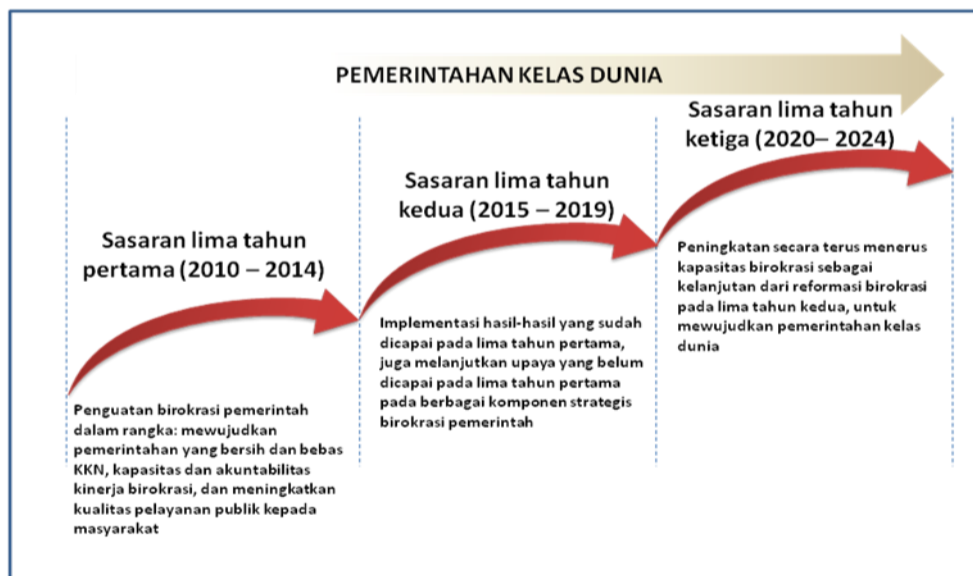 PEMERINTAHAN KELAS DUNIA
Sasaran lima tahun
pertama (2010 – 2014)
Penguatan birokrasi pemerintah
dalam rangka: mewujudkan
pemerintahan yang bersih dan bebas
KKN, kapasitas dan akuntabilitas
kinerja birokrasi, dan meningkatkan
kualitas pelayanan publik kepada
masyarakat
Sasaran lima tahun
kedua (2015 – 2019)
Implementasi hasil-hasil yang sudah
dicapai pada lima tahun pertama,
juga melanjutkan upaya yang belum
dicapai pada lima tahun pertama
pada berbagai komponen strategis
birokrasi pemerintah
Sasaran lima tahun
ketiga (2020– 2024)
Peningkatan secara terus menerus
kapasitas birokrasi sebagai
kelanjutan dari reformasi birokrasi
pada lima tahun kedua, untuk
mewujudkan pemerintahan kelas
dunia